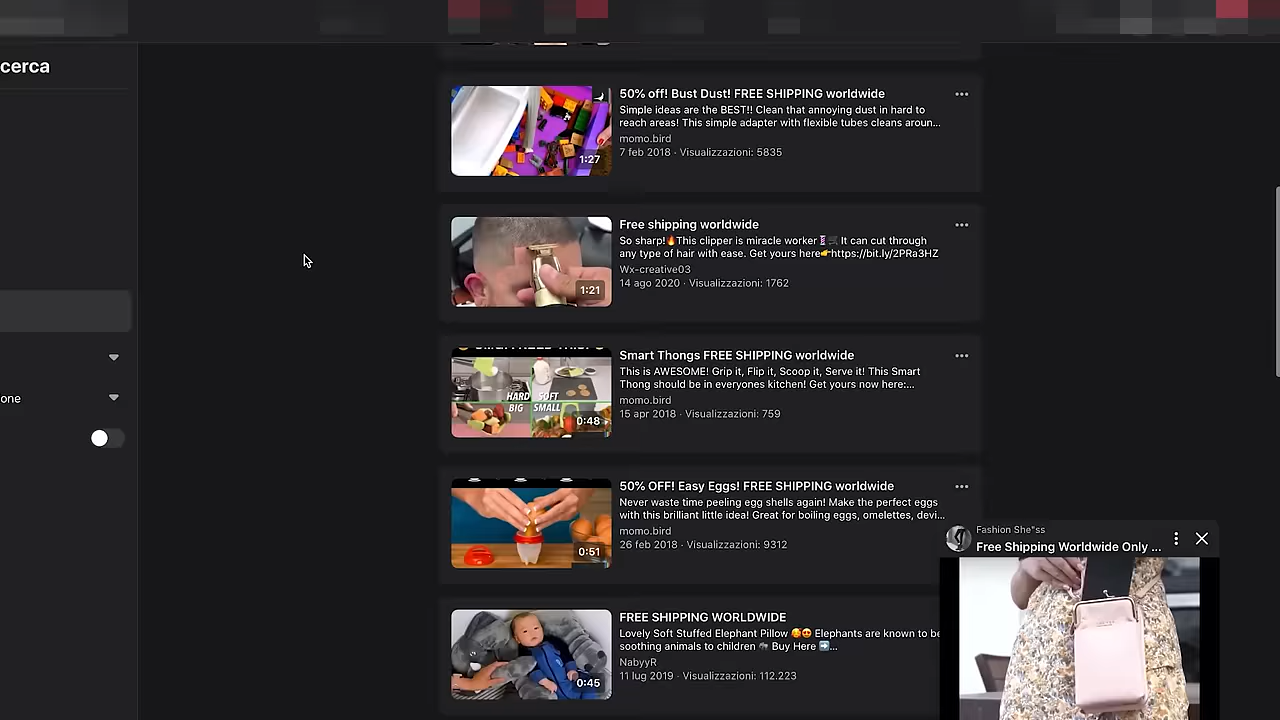 cerca
one
50% off! Bust Dust! FREE SHIPPING worldwide
Simple ideas are the BEST!! Clean that annoying dust in hard to
reach areas! This simple adapter with flexible tubes cleans aroun...
momo.bird
7 feb 2018 · Visualizzazioni: 5835
1:27
Free shipping worldwide
So sharp!🔥This clipper is miracle worker💈🛒 It can cut through
any type of hair with ease. Get yours here👉https://bit.ly/2PRa3HZ
Wx-creative03
14 ago 2020 · Visualizzazioni: 1762
1:21
Smart Thongs FREE SHIPPING worldwide
This is AWESOME! Grip it, Flip it, Scoop it, Serve it! This Smart
Thong should be in everyones kitchen! Get yours now here:...
momo.bird
15 apr 2018 · Visualizzazioni: 759
HARD SOFT
BIG SMALL
0:48
50% OFF! Easy Eggs! FREE SHIPPING worldwide
Never waste time peeling egg shells again! Make the perfect eggs
with this brilliant little idea! Great for boiling eggs, omelettes, devi...
momo.bird
26 feb 2018 · Visualizzazioni: 9312
0:51
FREE SHIPPING WORLDWIDE
Lovely Soft Stuffed Elephant Pillow 🥰😍 Elephants are known to be
soothing animals to children 🐘 Buy Here ➡️...
NabyyR
11 lug 2019 · Visualizzazioni: 112.223
0:45
Fashion She"ss
Free Shipping Worldwide Only ...